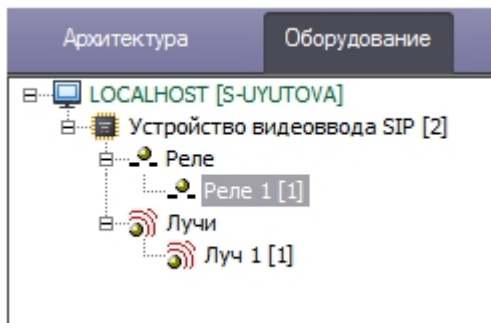 Архитектура Оборудование
LOCALHOST [S-UYUTOVA]
Устройство видеоввода SIP [2]
Реле
Реле 1 [1]
Лучи
Луч 1 [1]